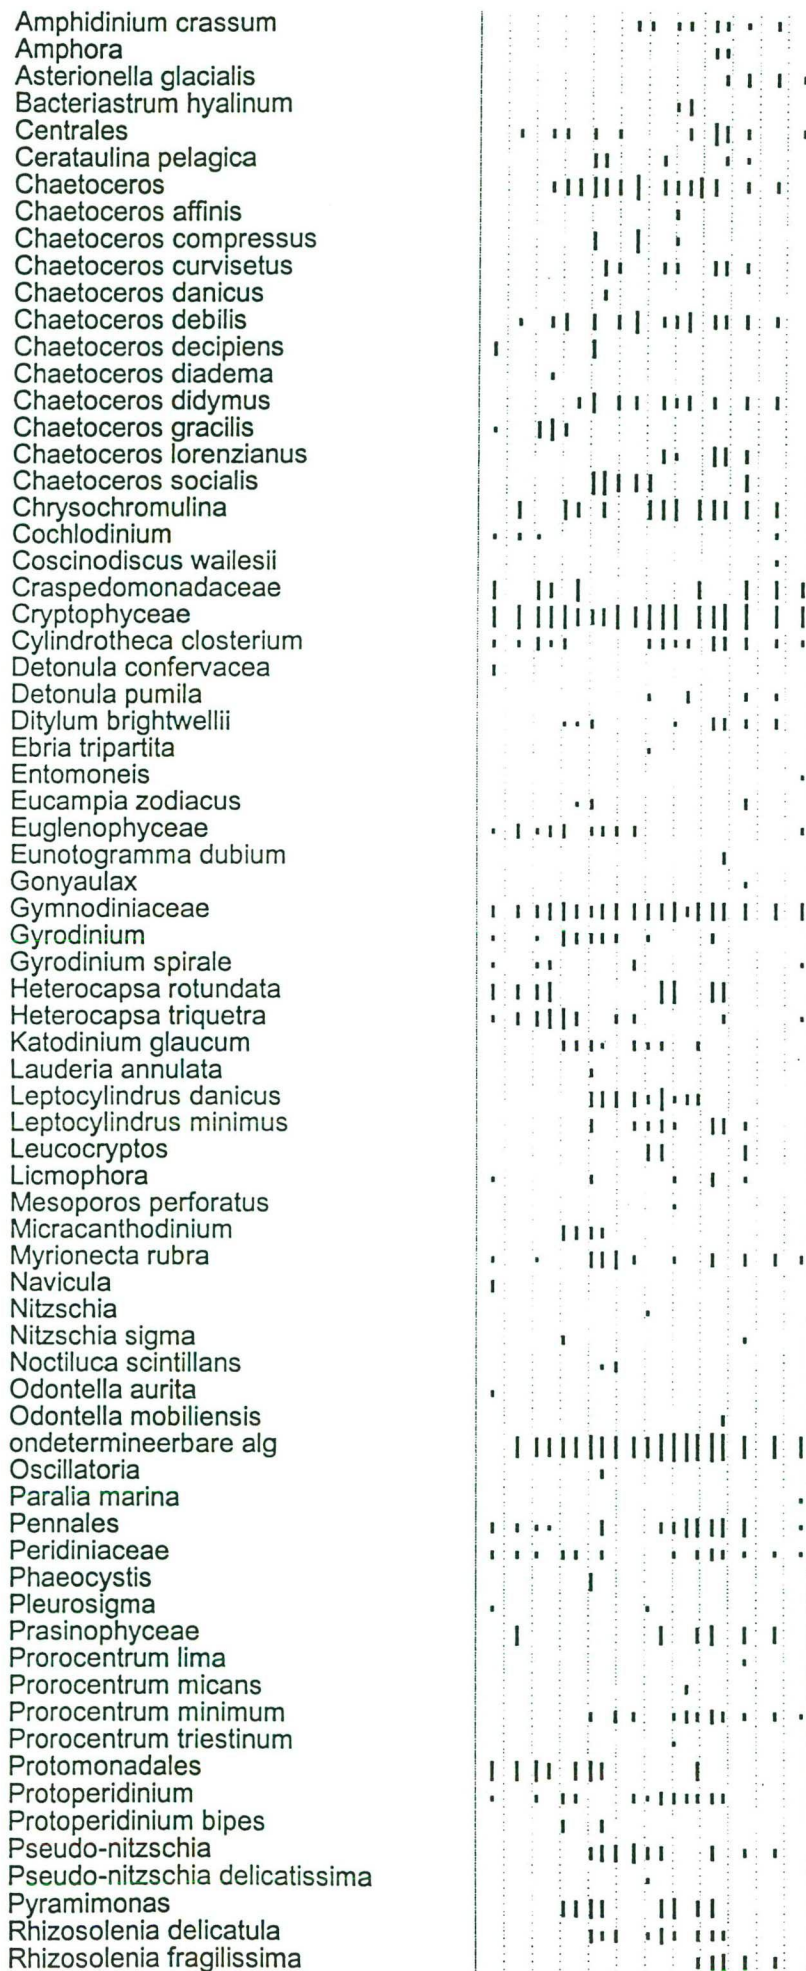 Amphidinium crassum
Amphora
Asterionella glacialis
Bacteriastrum hyalinum
Centrales
Cerataulina pelagica
Chaetoceros
Chaetoceros affinis
Chaetoceros compressus
Chaetoceros curvisetus
Chaetoceros danicus
Chaetoceros debilis
Chaetoceros decipiens
Chaetoceros diadema
Chaetoceros didymus
Chaetoceros gracilis
Chaetoceros lorenzianus
Chaetoceros socialis
Chrysochromulina
Cochlodinium
Coscinodiscus wailesii
Craspedomonadaceae
Cryptophyceae
Cylindrotheca closterium
Detonula confervacea
Detonula pumila
Ditylum brightwellii
Ebria tripartita
Entomoneis
Eucampia zodiacus
Euglenophyceae
Eunotogramma dubium
Gonyaulax
Gymnodiniaceae
Gyrodinium
Gyrodinium spirale
Heterocapsa rotundata
Heterocapsa triquetra
Katodinium glaucum
Lauderia annulata
Leptocylindrus danicus
Leptocylindrus minimus
Leucocryptos
Licmophora
Mesoporos perforatus
Micracanthodinium
Myrionecta rubra
Navicula
Nitzschia
Nitzschia sigma
Noctiluca scintillans
Odontella aurita
Odontella mobiliensis
ondetermineerbare alg
Oscillatoria
Paralia marina
Pennales
Peridiniaceae
Phaeocystis
Pleurosigma
Prasinophyceae
Prorocentrum lima
Prorocentrum micans
Prorocentrum minimum
Prorocentrum triestinum
Protomonadales
Protoperidinium
Protoperidinium bipes
Pseudo-nitzschia
Pseudo-nitzschia delicatissima
Pyramimonas
Rhizosolenia delicatula
Rhizosolenia fragilissima